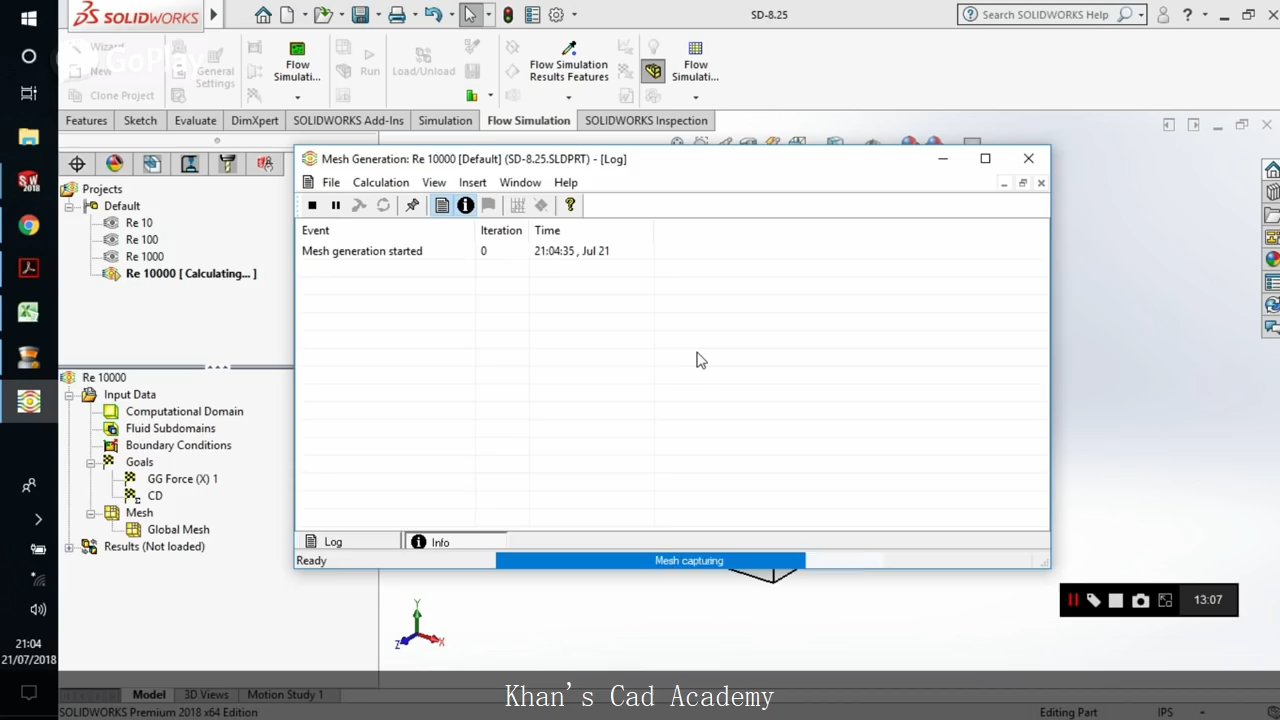 SOLIDWORKS
SD-8.25
Search SOLIDWORKS Help
?
Wizard
New
Clone Project
GoPlay
General Settings
Flow Simulati...
Run
Load/Unload
Flow Simulation Results Features
Flow Simulati...
Features Sketch Evaluate DimXpert SOLIDWORKS Add-Ins Simulation Flow Simulation SOLIDWORKS Inspection
Mesh Generation: Re 10000 [Default] (SD-8.25.SLDPRT) - [Log]
File Calculation View Insert Window Help
Event Iteration Time
Mesh generation started 0 21:04:35 , Jul 21
Log Info
Ready Mesh capturing
Projects
Default
Re 10
Re 100
Re 1000
Re 10000 [ Calculating... ]
Re 10000
Input Data
Computational Domain
Fluid Subdomains
Boundary Conditions
Goals
GG Force (X) 1
CD
Mesh
Global Mesh
Results (Not loaded)
Y
Z X
13:07
SW
2018
21:04
21/07/2018
Model 3D Views Motion Study 1
Khan's Cad Academy
SOLIDWORKS Premium 2018 x64 Edition
Editing Part IPS